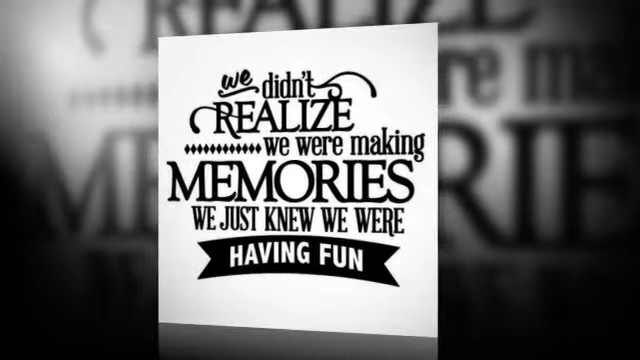 we didn't
REALIZE
we were making
MEMORIES
WE JUST KNEW WE WERE
HAVING FUN